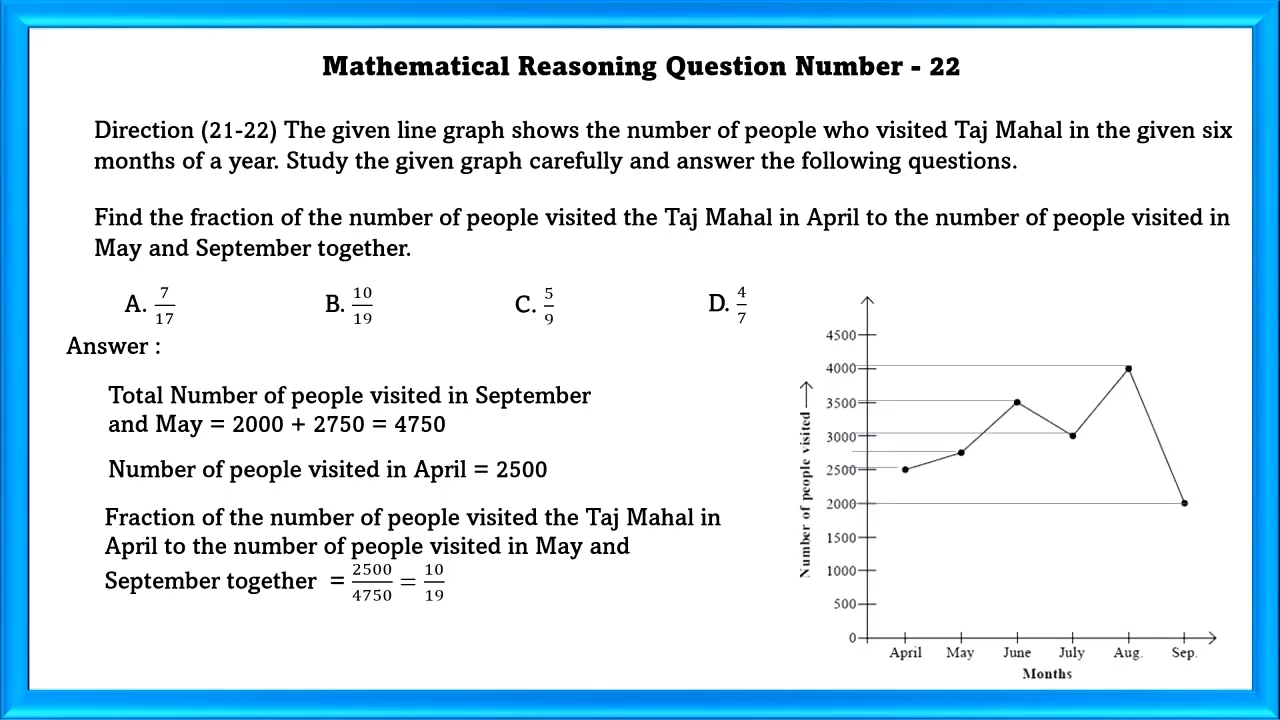 Mathematical Reasoning Question Number - 22
Direction (21-22) The given line graph shows the number of people who visited Taj Mahal in the given six
months of a year. Study the given graph carefully and answer the following questions.
Find the fraction of the number of people visited the Taj Mahal in April to the number of people visited in
May and September together.
A. 7/17 B. 10/19 C. 5/9 D. 4/7
Answer :
Total Number of people visited in September
and May = 2000 + 2750 = 4750
Number of people visited in April = 2500
Fraction of the number of people visited the Taj Mahal in
April to the number of people visited in May and
September together = 2500/4750 = 10/19
Number of people visited
4500
4000
3500
3000
2500
2000
1500
1000
500
0
April May June July Aug. Sep.
Months